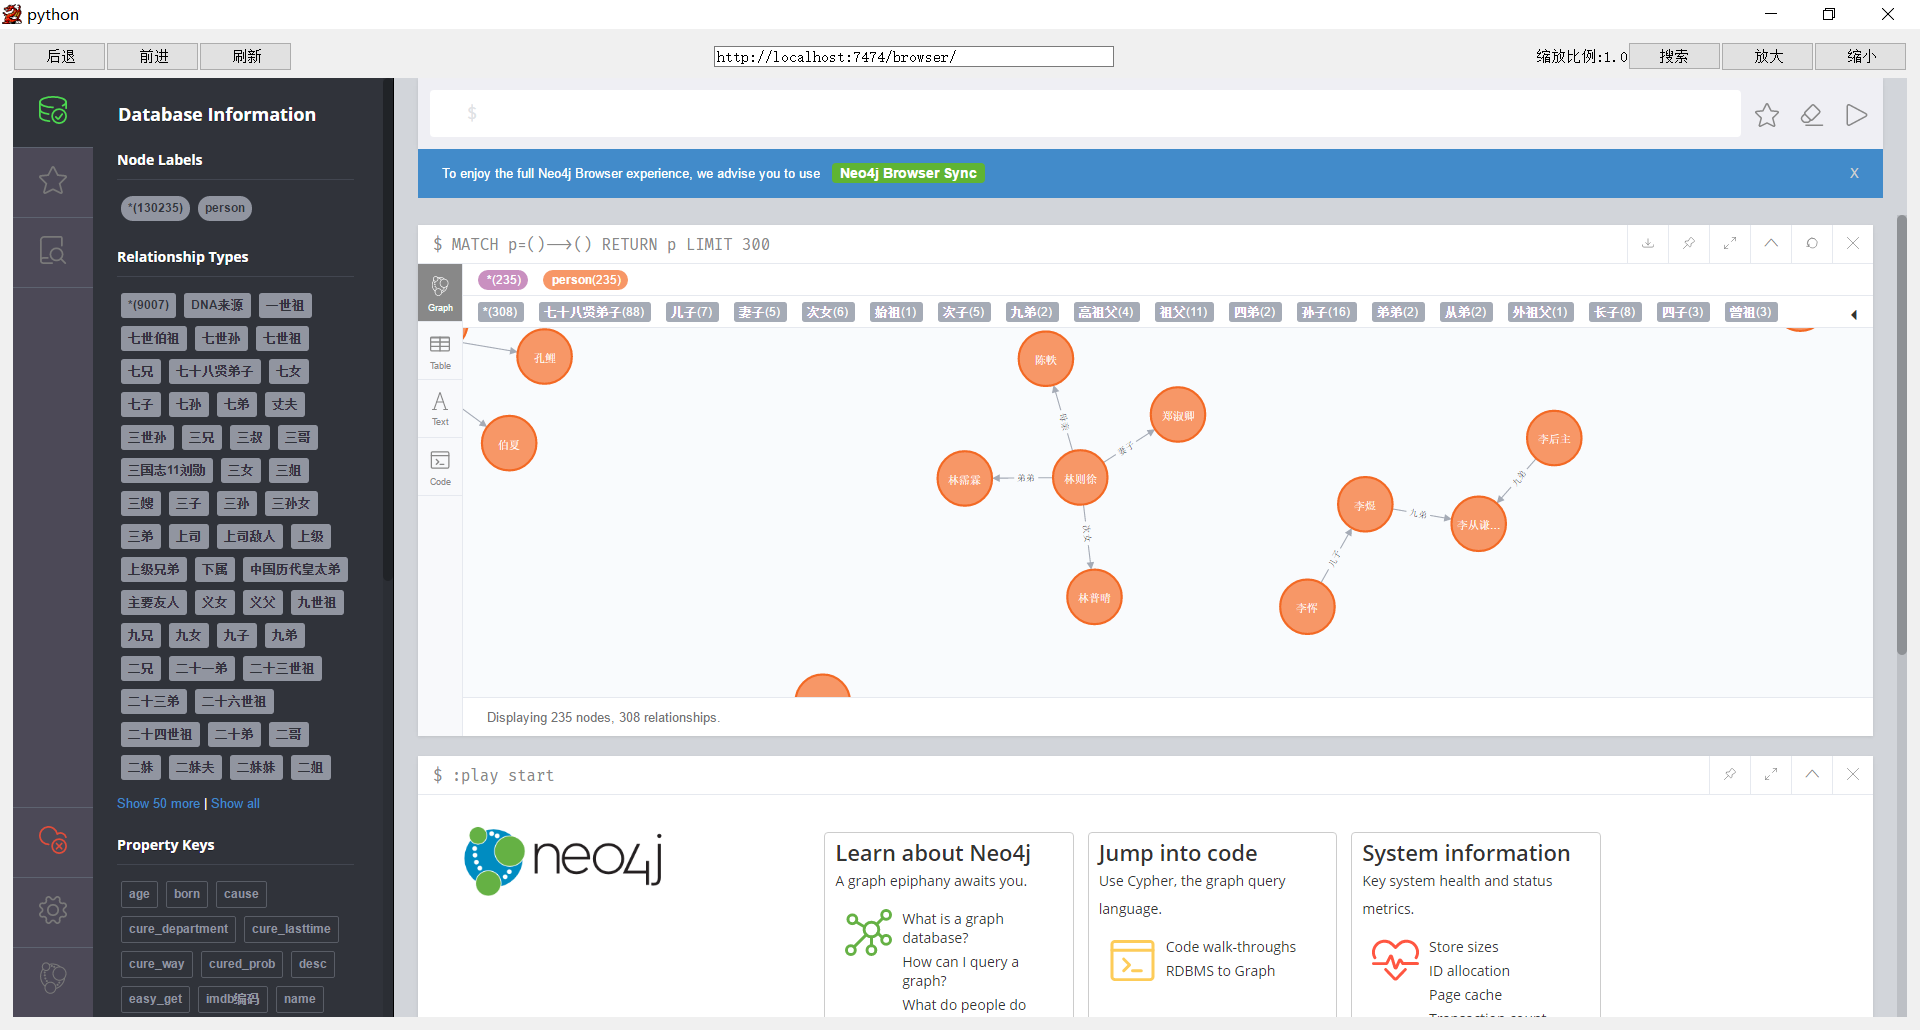 python
后退 前进 刷新 http://localhost:7474/browser/ 缩放比例:1.0 搜索 放大 缩小
Database Information
Node Labels
*(130235) person
Relationship Types
*(9007) DNA来源 一世祖
七世伯祖 七世孙 七世祖
七兄 七十八贤弟子 七女
七子 七孙 七弟 丈夫
三世孙 三兄 三叔 三哥
三国志11刘勋 三女 三姐
三嫂 三子 三孙 三孙女
三弟 上司 上司敌人 上级
上级兄弟 下属 中国历代皇太弟
主要友人 义女 义父 九世祖
九兄 九女 九子 九弟
二兄 二十一弟 二十三世祖
二十三弟 二十六世祖
二十四世祖 二十弟 二哥
二妹 二妹夫 二妹妹 二姐
Show 50 more | Show all
Property Keys
age born cause
cure_department cure_lasttime
cure_way cured_prob desc
easy_get imdb编码 name
$
To enjoy the full Neo4j Browser experience, we advise you to use Neo4j Browser Sync x
$ MATCH p=()-->() RETURN p LIMIT 300
Graph
Table
Text
Code
*(235) person(235)
*(308) 七十八贤弟子(88) 儿子(7) 妻子(5) 次女(6) 始祖(1) 次子(5) 九弟(2) 高祖父(4) 祖父(11) 四弟(2) 孙子(16) 弟弟(2) 从弟(2) 外祖父(1) 长子(8) 四子(3) 曾祖(3)
孔鲤
伯夏
陈帙
母亲
郑淑卿
妻子
林霈霖
弟弟
林则徐
次女
林普晴
李后主
九弟
李煜
九弟
李从谦...
儿子
李恽
Displaying 235 nodes, 308 relationships.
$ :play start
neo4j
Learn about Neo4j
A graph epiphany awaits you.
What is a graph
database?
How can I query a
graph?
What do people do
Jump into code
Use Cypher, the graph query
language.
Code walk-throughs
RDBMS to Graph
System information
Key system health and status
metrics.
Store sizes
ID allocation
Page cache
Transaction count